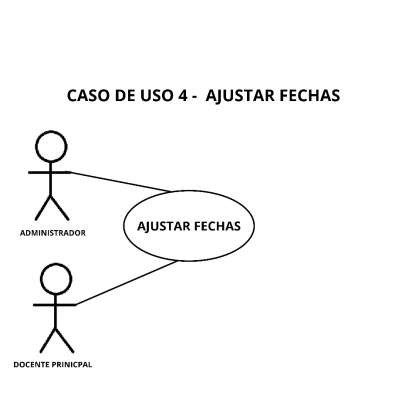 CASO DE USO 4 - AJUSTAR FECHAS
AJUSTAR FECHAS
ADMINISTRADOR
DOCENTE PRINICPAL